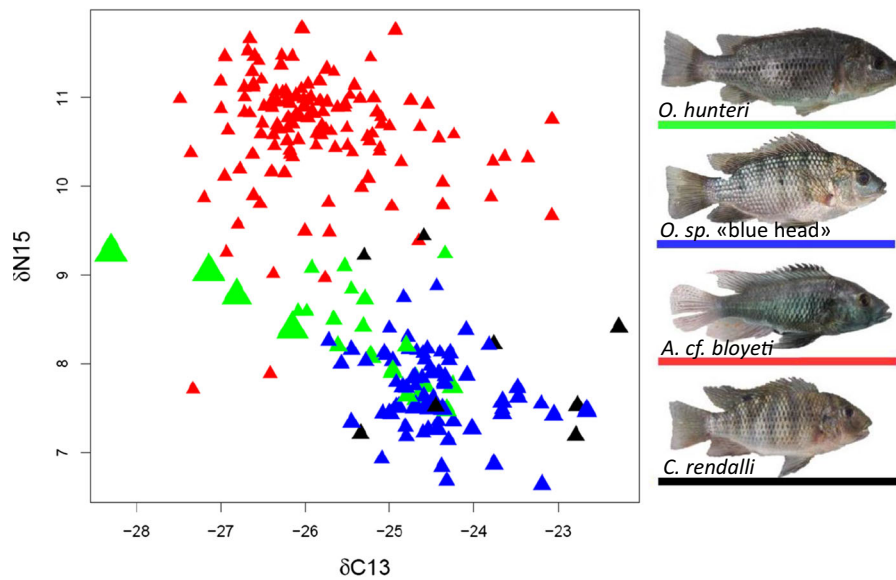 11
10
9
8
7
δN15
−28
−27
−26
−25
−24
−23
δC13
O. hunteri
O. sp. «blue head»
A. cf. bloyeti
C. rendalli